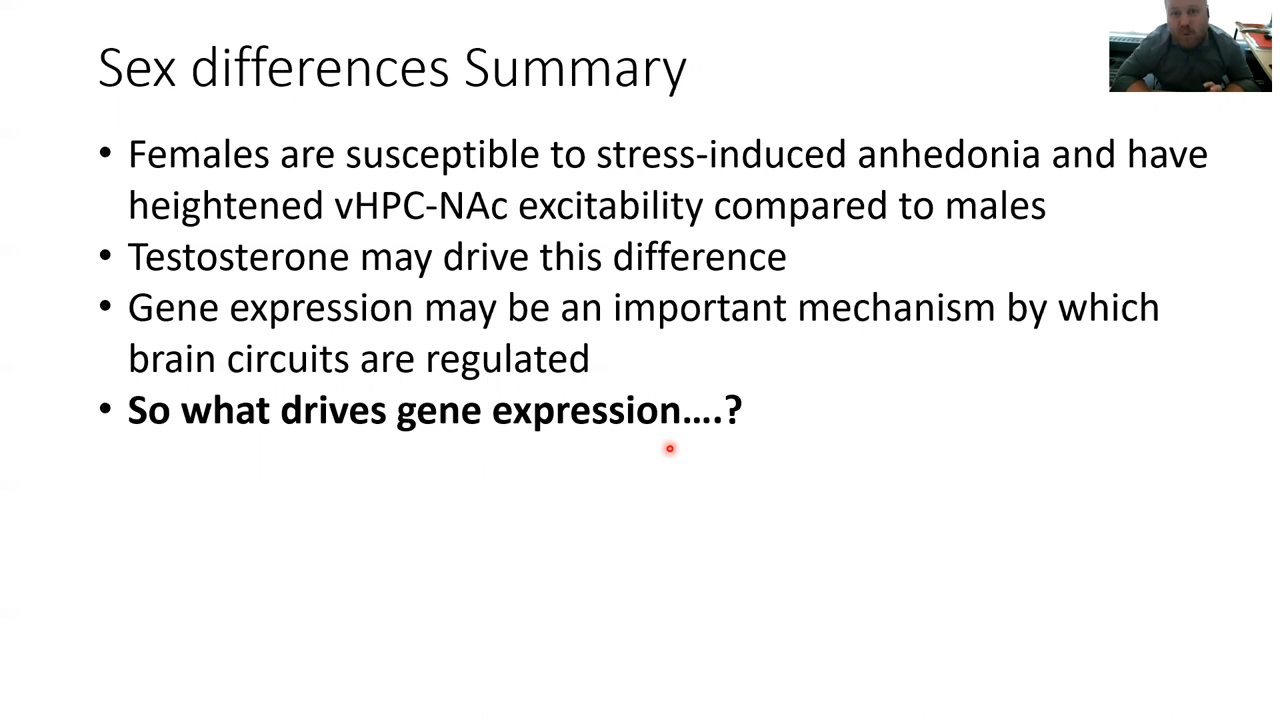 Sex differences Summary
• Females are susceptible to stress-induced anhedonia and have
heightened vHPC-NAc excitability compared to males
• Testosterone may drive this difference
• Gene expression may be an important mechanism by which
brain circuits are regulated
• So what drives gene expression....?